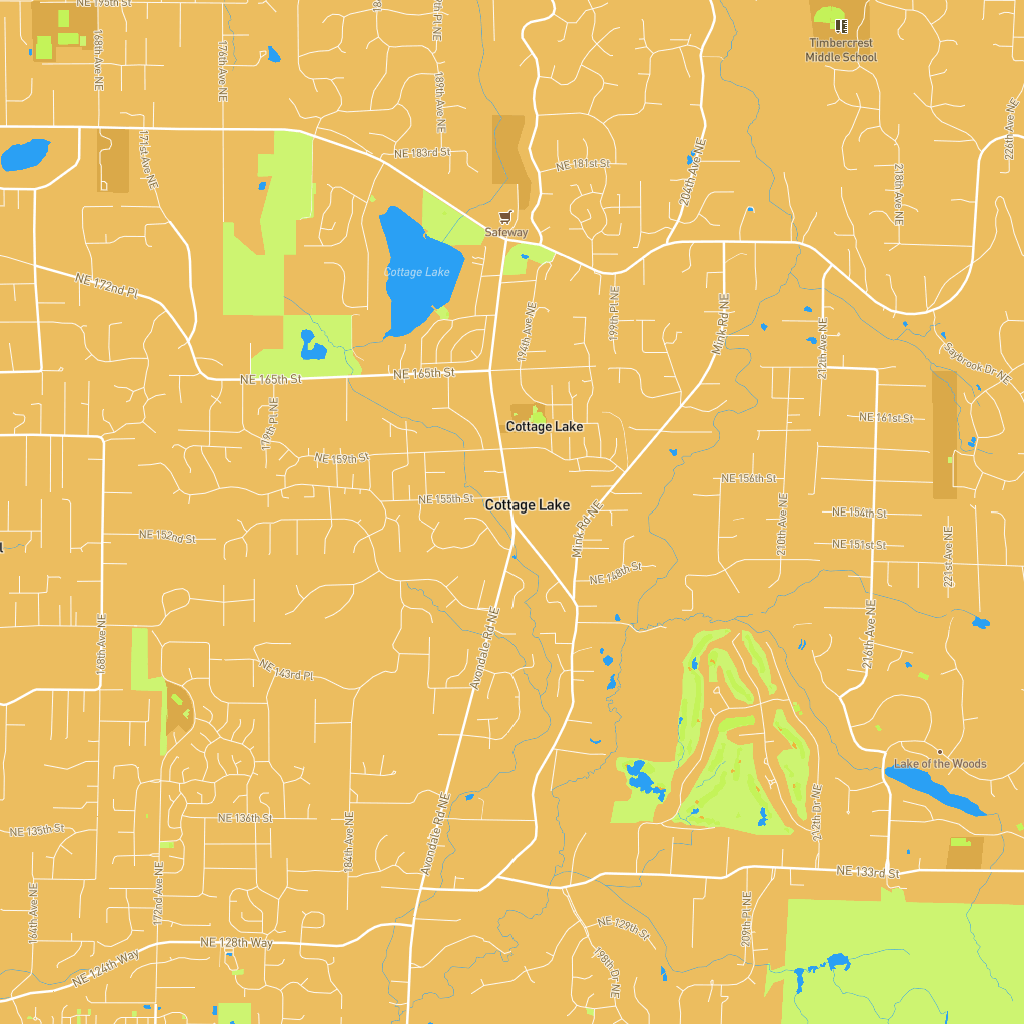 NE 195th St
168th Ave NE
176th Ave NE
189th Ave NE
Timbercrest
Middle School
226th Ave NE
171st Ave NE
NE 183rd St
NE 181st St
204th Ave NE
218th Ave NE
Safeway
Cottage Lake
NE 172nd Pl
194th Ave NE
199th Pl NE
Mink Rd NE
212th Ave NE
Saybrook Dr NE
NE 165th St
NE 165th St
179th Pl NE
Cottage Lake
NE 161st St
NE 159th St
NE 156th St
NE 155th St
Cottage Lake
Mink Rd NE
210th Ave NE
NE 154th St
NE 152nd St
NE 151st St
221st Ave NE
NE 148th St
168th Ave NE
Avondale Rd NE
216th Ave NE
NE 143rd Pl
Lake of the Woods
NE 135th St
NE 136th St
184th Ave NE
Avondale Rd NE
212th Dr NE
NE 133rd St
164th Ave NE
172nd Ave NE
209th Pl NE
NE 128th Way
NE 129th St
198th Dr NE
NE 124th Way